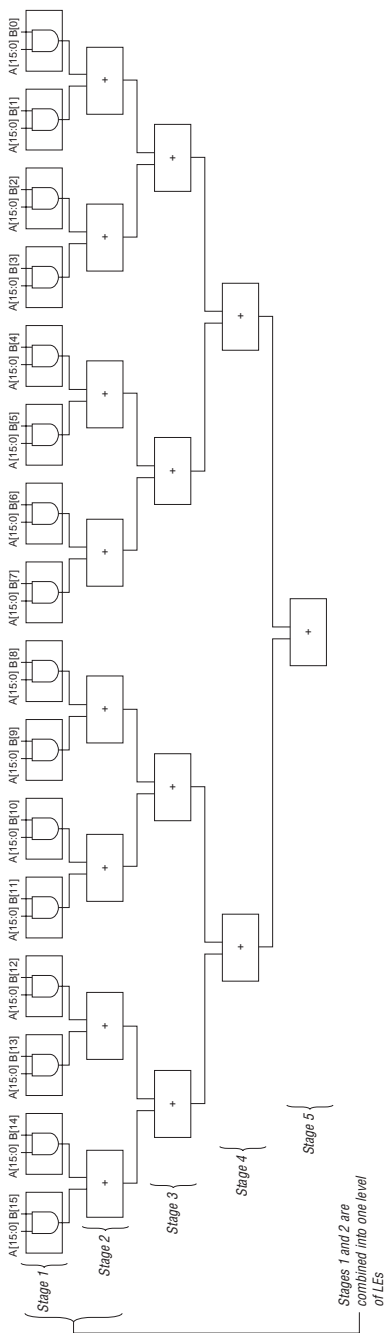 A[15:0] B[15]
A[15:0] B[14]
A[15:0] B[13]
A[15:0] B[12]
A[15:0] B[11]
A[15:0] B[10]
A[15:0] B[9]
A[15:0] B[8]
A[15:0] B[7]
A[15:0] B[6]
A[15:0] B[5]
A[15:0] B[4]
A[15:0] B[3]
A[15:0] B[2]
A[15:0] B[1]
A[15:0] B[0]
Stage 1
Stage 2
+ + + + + + + +
Stage 3
+ + + +
Stage 4
+ +
Stage 5
+
Stages 1 and 2 are
combined into one level
of LEs